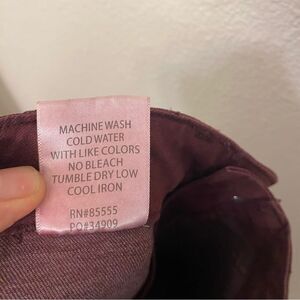 MACHINE WASH
COLD WATER
WITH LIKE COLORS
NO BLEACH
TUMBLE DRY LOW
COOL IRON
RN#85555
PO#34909